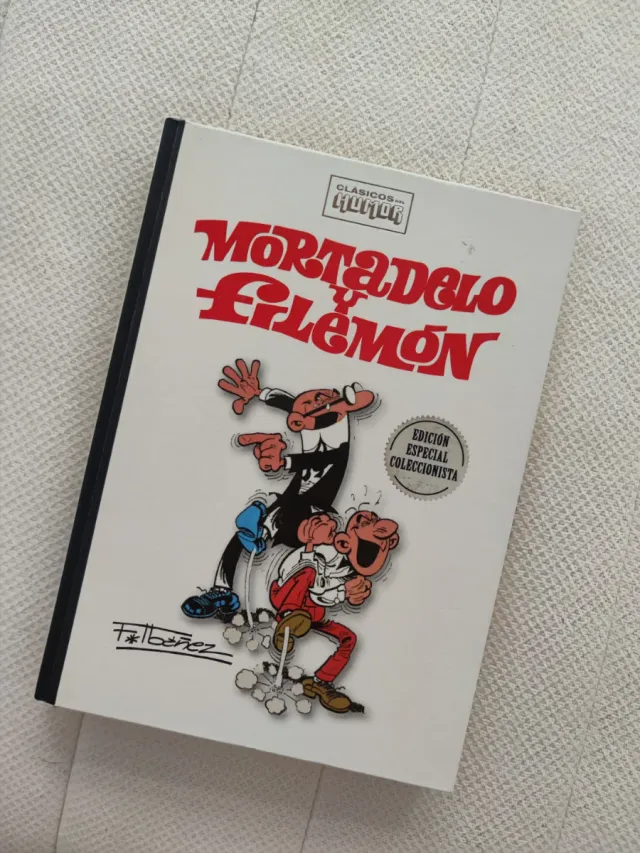 CLÁSICOS DEL
HUMOR
MORTADELO
Y
FILEMÓN
EDICIÓN
ESPECIAL
COLECCIONISTA
F. Ibáñez